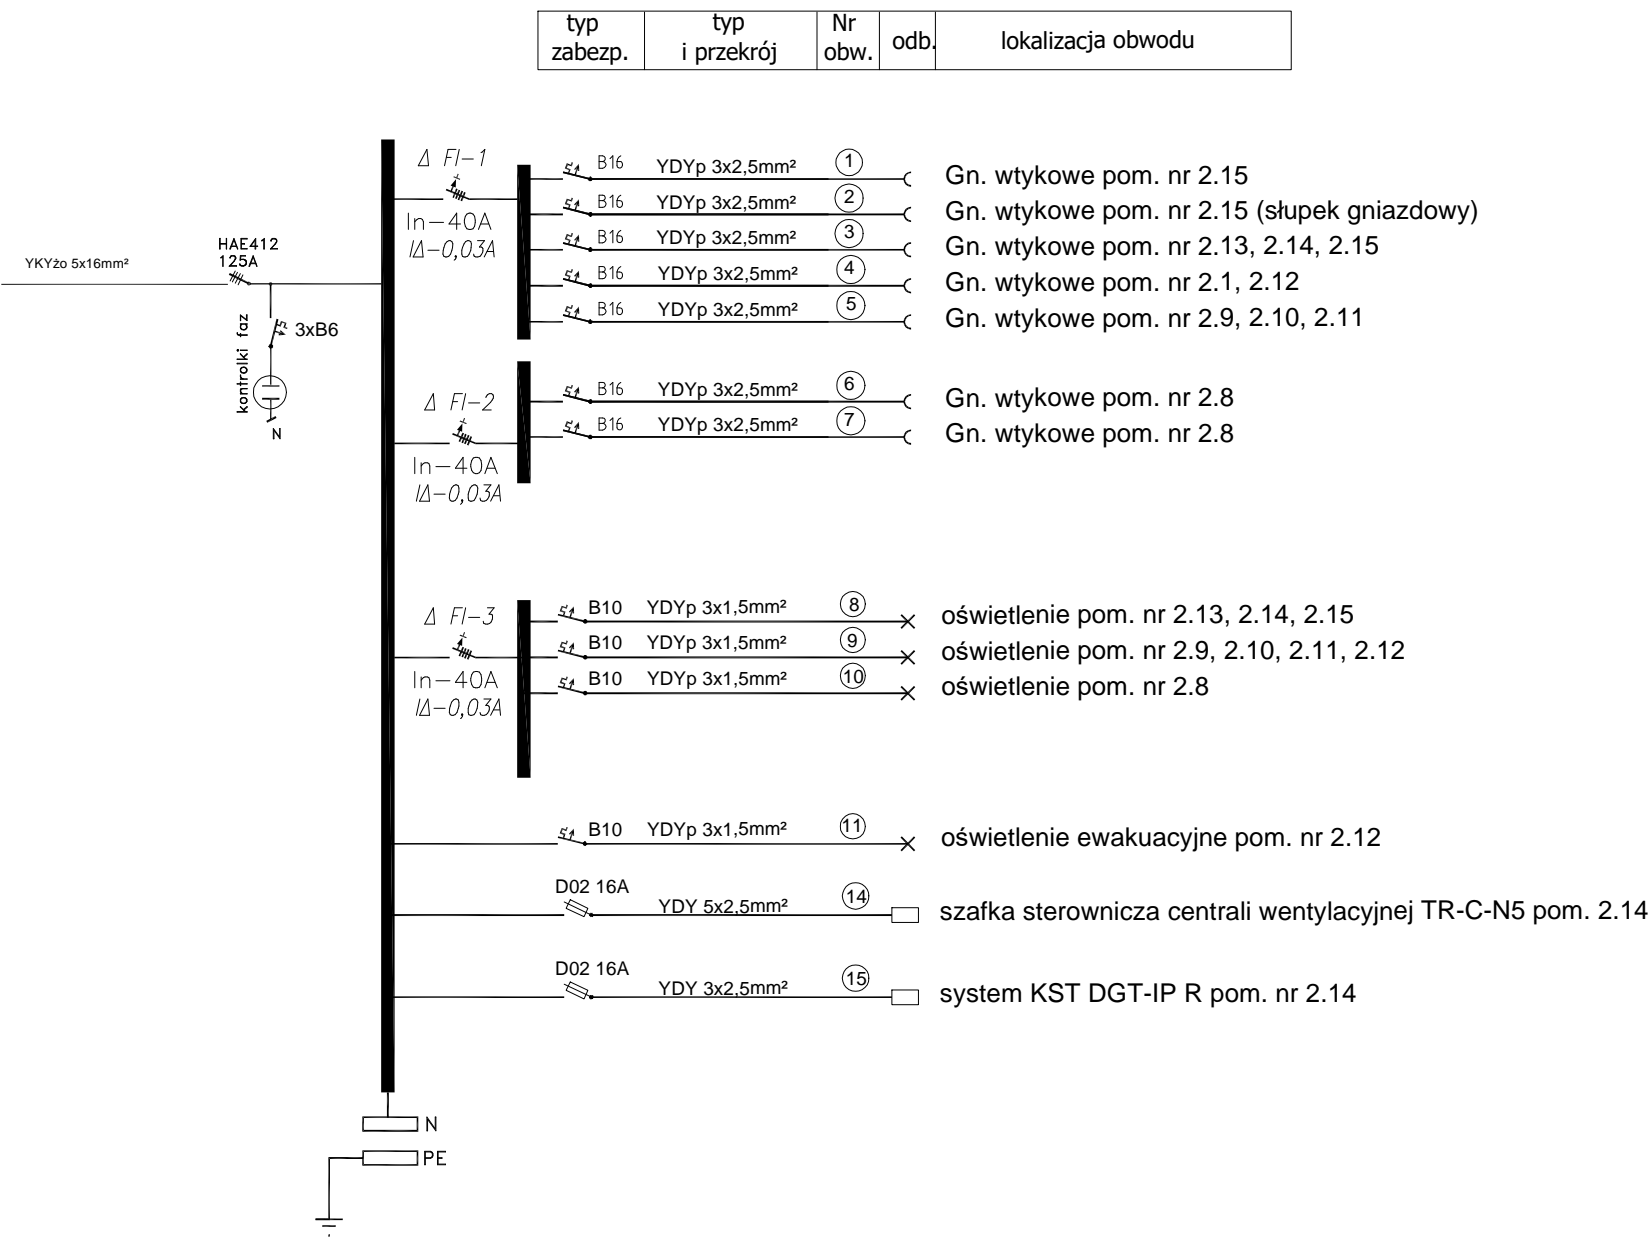 typ zabezp. typ i przekrój Nr obw. odb. lokalizacja obwodu
YKYżo 5x16mm²
HAE412
125A
3xB6
kontrolki faz
N
Δ FI-1
In-40A
IΔ-0,03A
B16 YDYp 3x2,5mm² 1 Gn. wtykowe pom. nr 2.15
B16 YDYp 3x2,5mm² 2 Gn. wtykowe pom. nr 2.15 (słupek gniazdowy)
B16 YDYp 3x2,5mm² 3 Gn. wtykowe pom. nr 2.13, 2.14, 2.15
B16 YDYp 3x2,5mm² 4 Gn. wtykowe pom. nr 2.1, 2.12
B16 YDYp 3x2,5mm² 5 Gn. wtykowe pom. nr 2.9, 2.10, 2.11
Δ FI-2
In-40A
IΔ-0,03A
B16 YDYp 3x2,5mm² 6 Gn. wtykowe pom. nr 2.8
B16 YDYp 3x2,5mm² 7 Gn. wtykowe pom. nr 2.8
Δ FI-3
In-40A
IΔ-0,03A
B10 YDYp 3x1,5mm² 8 oświetlenie pom. nr 2.13, 2.14, 2.15
B10 YDYp 3x1,5mm² 9 oświetlenie pom. nr 2.9, 2.10, 2.11, 2.12
B10 YDYp 3x1,5mm² 10 oświetlenie pom. nr 2.8
B10 YDYp 3x1,5mm² 11 oświetlenie ewakuacyjne pom. nr 2.12
D02 16A YDY 5x2,5mm² 14 szafka sterownicza centrali wentylacyjnej TR-C-N5 pom. 2.14
D02 16A YDY 3x2,5mm² 15 system KST DGT-IP R pom. nr 2.14
N
PE